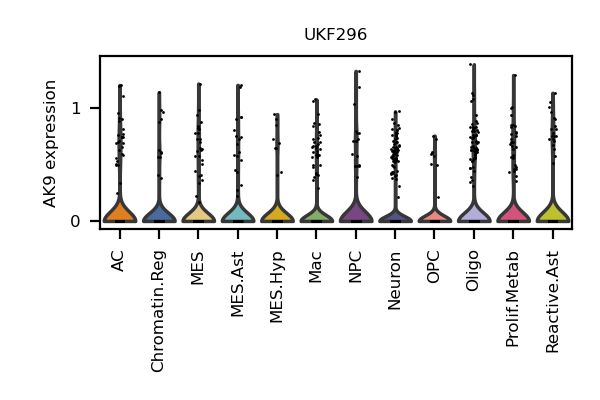 UKF296
AK9 expression
1
0
AC
Chromatin.Reg
MES
MES.Ast
MES.Hyp
Mac
NPC
Neuron
OPC
Oligo
Prolif.Metab
Reactive.Ast